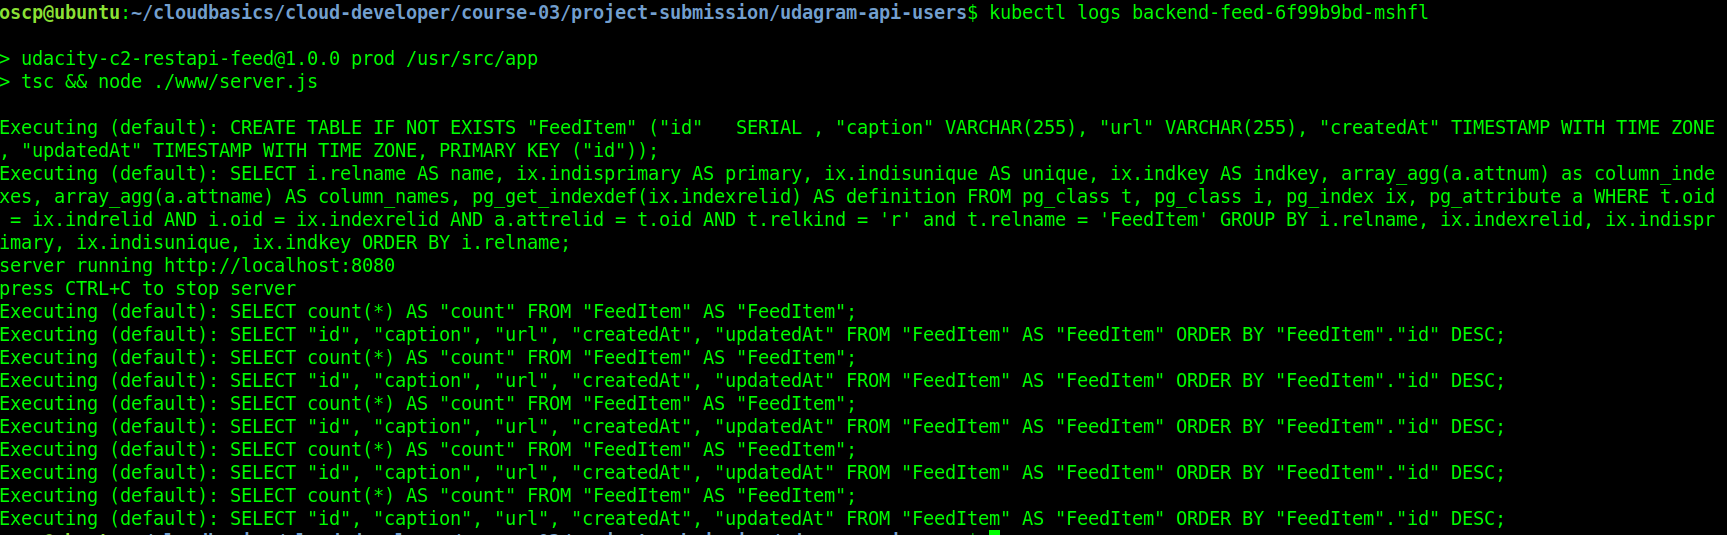 oscp@ubuntu:~/cloudbasics/cloud-developer/course-03/project-submission/udagram-api-users$ kubectl logs backend-feed-6f99b9bd-mshfl
> udacity-c2-restapi-feed@1.0.0 prod /usr/src/app
> tsc && node ./www/server.js
Executing (default): CREATE TABLE IF NOT EXISTS "FeedItem" ("id"   SERIAL , "caption" VARCHAR(255), "url" VARCHAR(255), "createdAt" TIMESTAMP WITH TIME ZONE
, "updatedAt" TIMESTAMP WITH TIME ZONE, PRIMARY KEY ("id"));
Executing (default): SELECT i.relname AS name, ix.indisprimary AS primary, ix.indisunique AS unique, ix.indkey AS indkey, array_agg(a.attnum) as column_inde
xes, array_agg(a.attname) AS column_names, pg_get_indexdef(ix.indexrelid) AS definition FROM pg_class t, pg_class i, pg_index ix, pg_attribute a WHERE t.oid
 = ix.indrelid AND i.oid = ix.indexrelid AND a.attrelid = t.oid AND t.relkind = 'r' and t.relname = 'FeedItem' GROUP BY i.relname, ix.indexrelid, ix.indispr
imary, ix.indisunique, ix.indkey ORDER BY i.relname;
server running http://localhost:8080
press CTRL+C to stop server
Executing (default): SELECT count(*) AS "count" FROM "FeedItem" AS "FeedItem";
Executing (default): SELECT "id", "caption", "url", "createdAt", "updatedAt" FROM "FeedItem" AS "FeedItem" ORDER BY "FeedItem"."id" DESC;
Executing (default): SELECT count(*) AS "count" FROM "FeedItem" AS "FeedItem";
Executing (default): SELECT "id", "caption", "url", "createdAt", "updatedAt" FROM "FeedItem" AS "FeedItem" ORDER BY "FeedItem"."id" DESC;
Executing (default): SELECT count(*) AS "count" FROM "FeedItem" AS "FeedItem";
Executing (default): SELECT "id", "caption", "url", "createdAt", "updatedAt" FROM "FeedItem" AS "FeedItem" ORDER BY "FeedItem"."id" DESC;
Executing (default): SELECT count(*) AS "count" FROM "FeedItem" AS "FeedItem";
Executing (default): SELECT "id", "caption", "url", "createdAt", "updatedAt" FROM "FeedItem" AS "FeedItem" ORDER BY "FeedItem"."id" DESC;
Executing (default): SELECT count(*) AS "count" FROM "FeedItem" AS "FeedItem";
Executing (default): SELECT "id", "caption", "url", "createdAt", "updatedAt" FROM "FeedItem" AS "FeedItem" ORDER BY "FeedItem"."id" DESC;